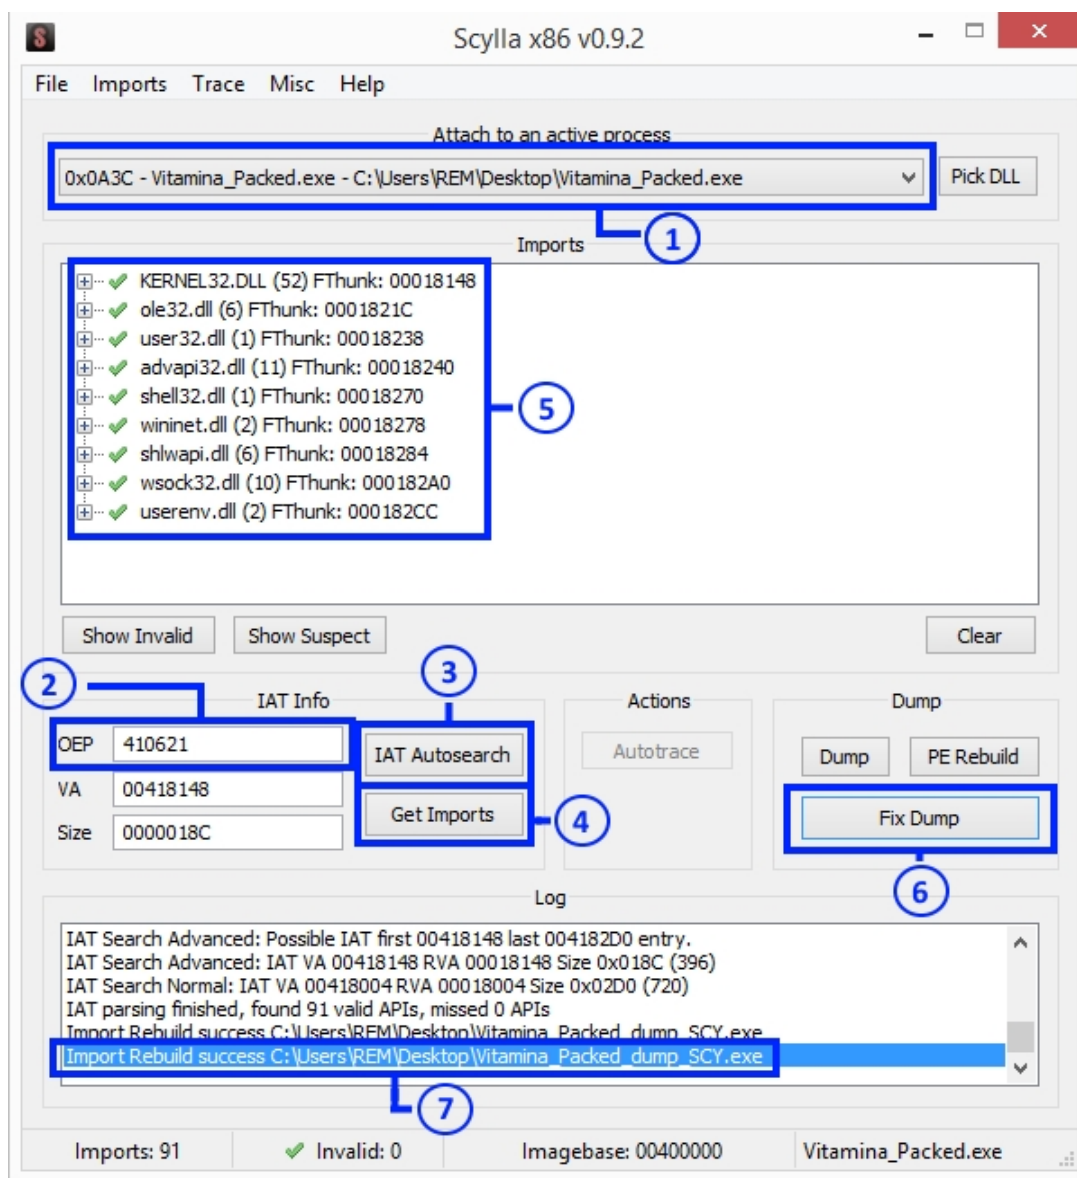 S
Scylla x86 v0.9.2
File Imports Trace Misc Help
Attach to an active process
0x0A3C - Vitamina_Packed.exe - C:\Users\REM\Desktop\Vitamina_Packed.exe
Pick DLL
1
Imports
KERNEL32.DLL (52) FThunk: 00018148
ole32.dll (6) FThunk: 0001821C
user32.dll (1) FThunk: 00018238
advapi32.dll (11) FThunk: 00018240
shell32.dll (1) FThunk: 00018270
wininet.dll (2) FThunk: 00018278
shlwapi.dll (6) FThunk: 00018284
wsock32.dll (10) FThunk: 000182A0
userenv.dll (2) FThunk: 000182CC
5
Show Invalid Show Suspect Clear
2
3
IAT Info
OEP 410621
VA 00418148
Size 0000018C
IAT Autosearch
Get Imports
4
Actions
Autotrace
Dump
Dump PE Rebuild
Fix Dump
6
Log
IAT Search Advanced: Possible IAT first 00418148 last 004182D0 entry.
IAT Search Advanced: IAT VA 00418148 RVA 00018148 Size 0x018C (396)
IAT Search Normal: IAT VA 00418004 RVA 00018004 Size 0x02D0 (720)
IAT parsing finished, found 91 valid APIs, missed 0 APIs
Import Rebuild success C:\Users\REM\Desktop\Vitamina_Packed_dump_SCY.exe
Import Rebuild success C:\Users\REM\Desktop\Vitamina_Packed_dump_SCY.exe
7
Imports: 91 Invalid: 0 Imagebase: 00400000 Vitamina_Packed.exe